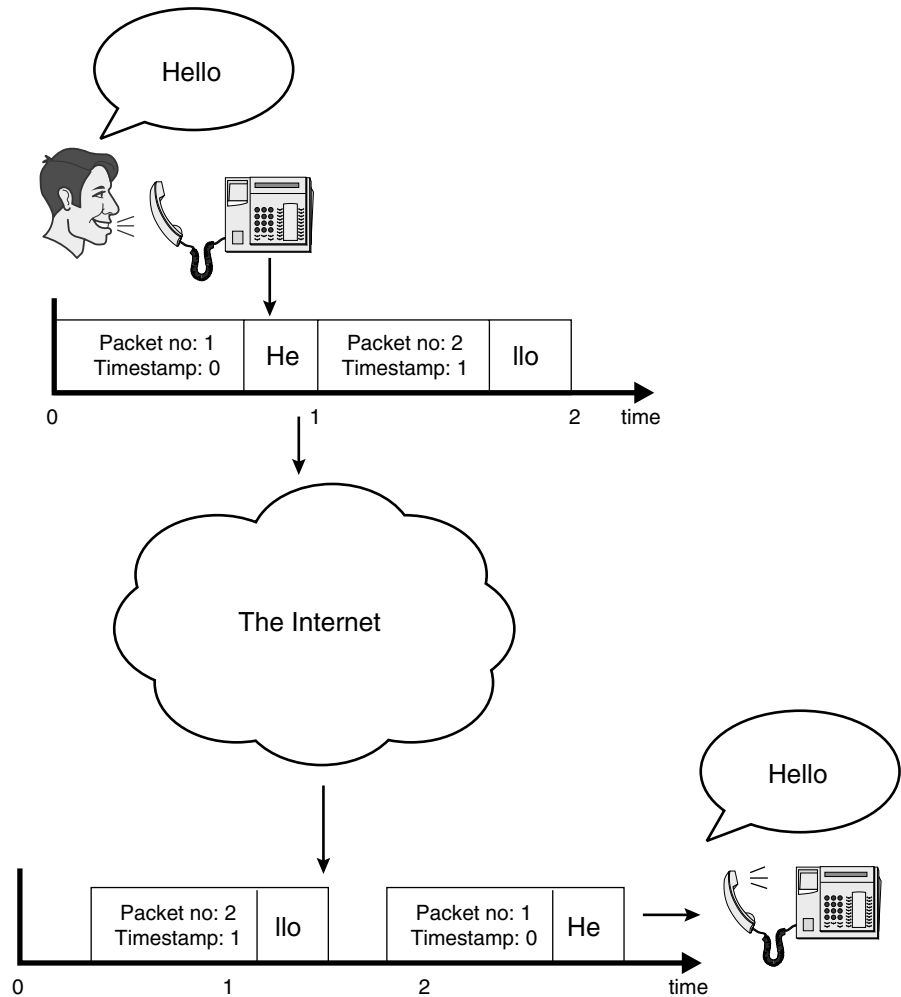 Hello
Packet no: 1
Timestamp: 0
He
Packet no: 2
Timestamp: 1
llo
0
1
2
time
The Internet
Hello
Packet no: 2
Timestamp: 1
llo
Packet no: 1
Timestamp: 0
He
0
1
2
time